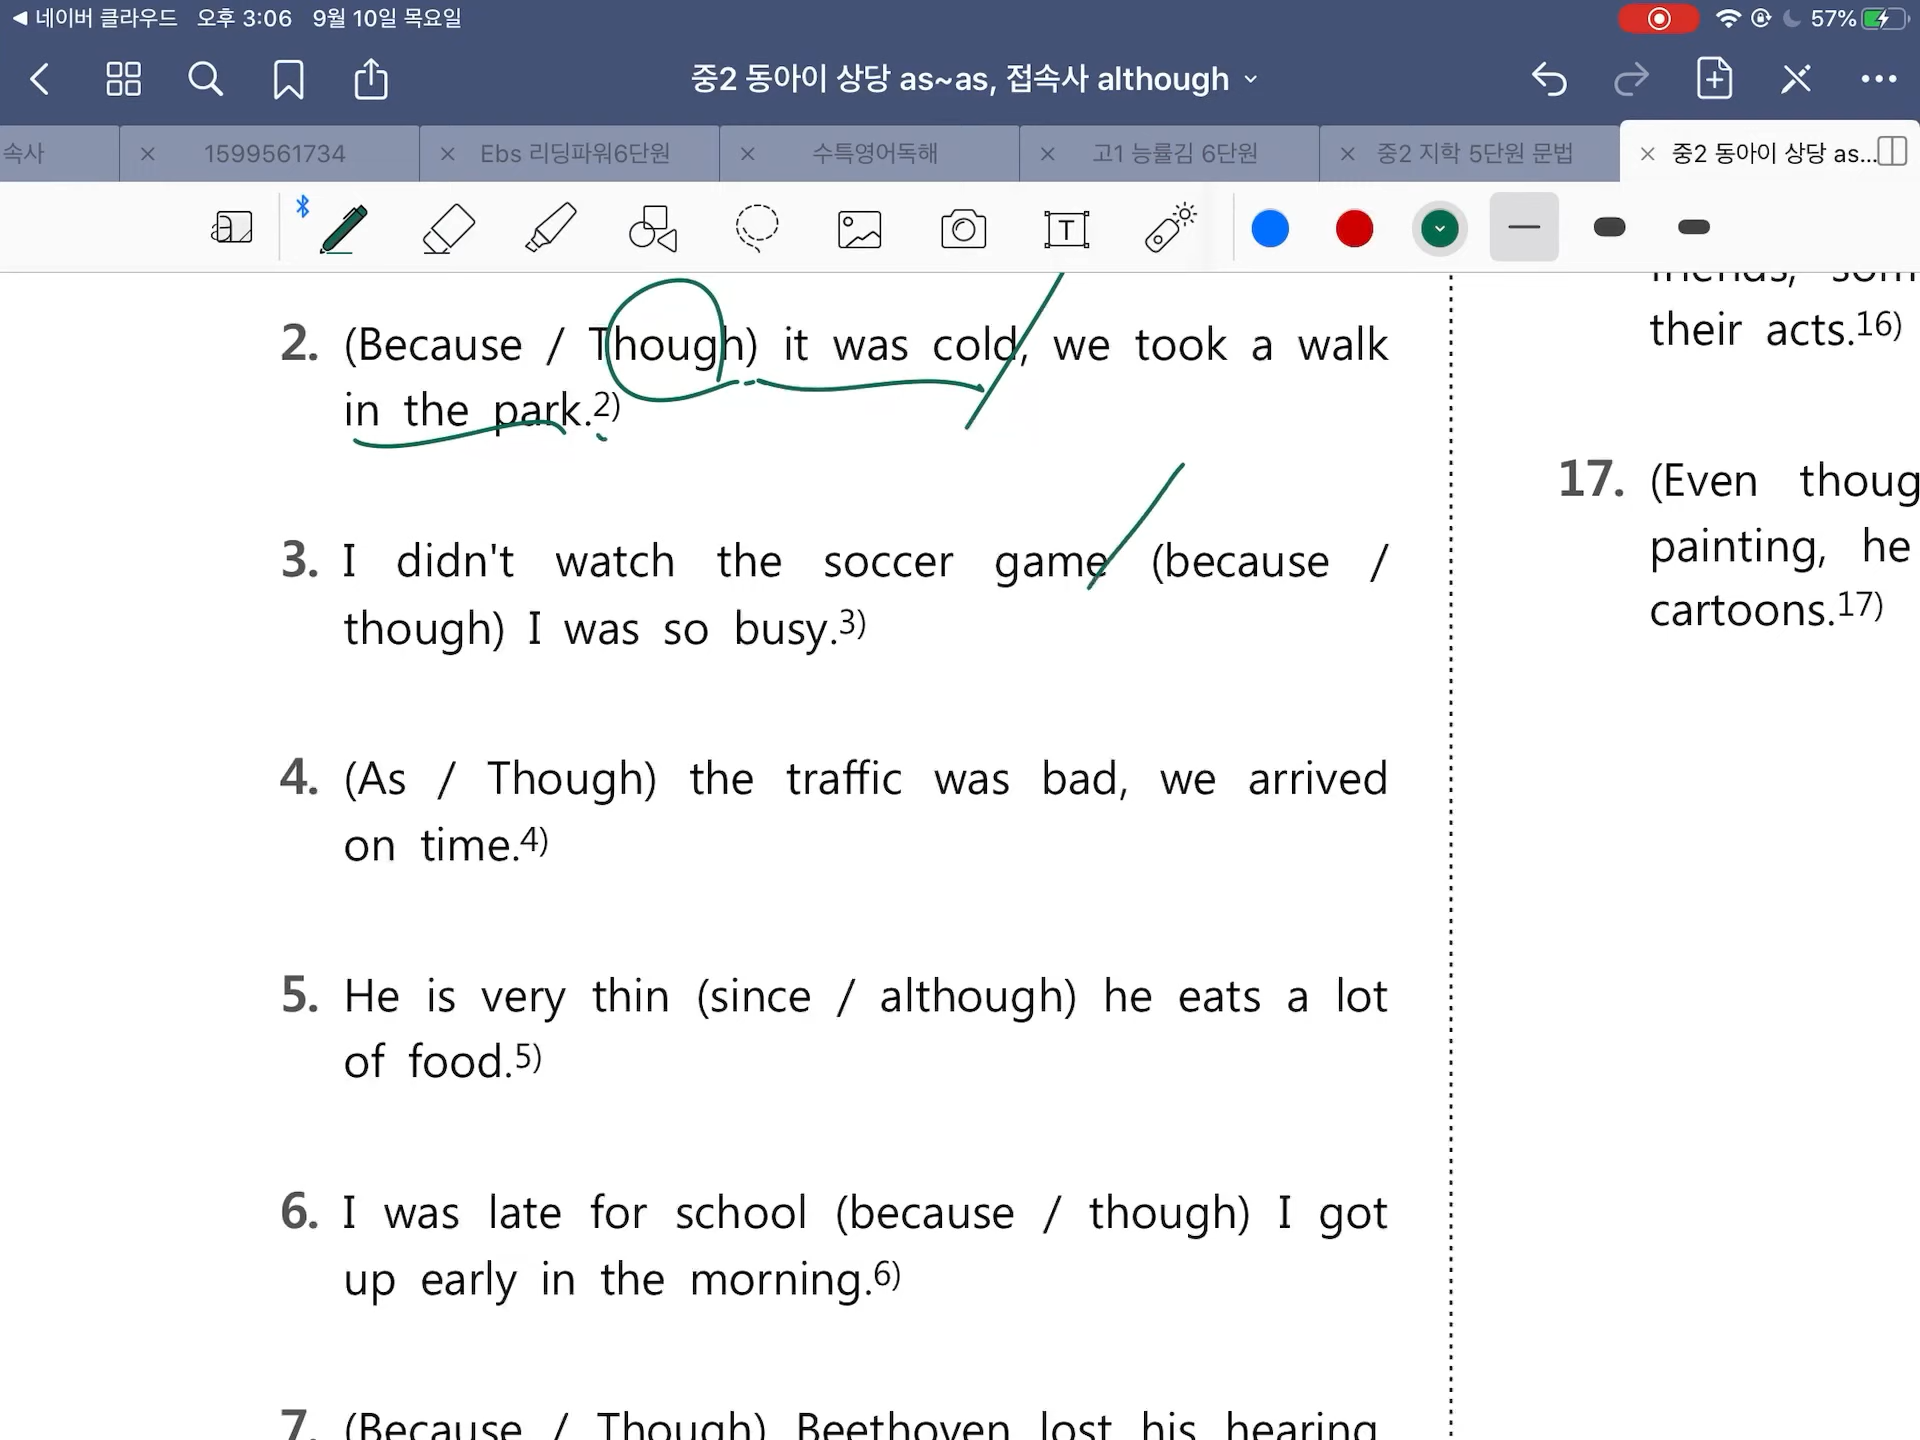 ◀ 네이버 클라우드 오후 3:06 9월 10일 목요일 57%
중2 동아이 상당 as~as, 접속사 although
속사 1599561734 Ebs 리딩파워6단원 수특영어독해 고1 능률김 6단원 중2 지학 5단원 문법 중2 동아이 상당 as...
2. (Because / Though) it was cold, we took a walk
in the park.2)
3. I didn't watch the soccer game (because /
though) I was so busy.3)
4. (As / Though) the traffic was bad, we arrived
on time.4)
5. He is very thin (since / although) he eats a lot
of food.5)
6. I was late for school (because / though) I got
up early in the morning.6)
7. (Because / Though) Beethoven lost his hearing,
their acts.16)
17. (Even thoug
painting, he
cartoons.17)